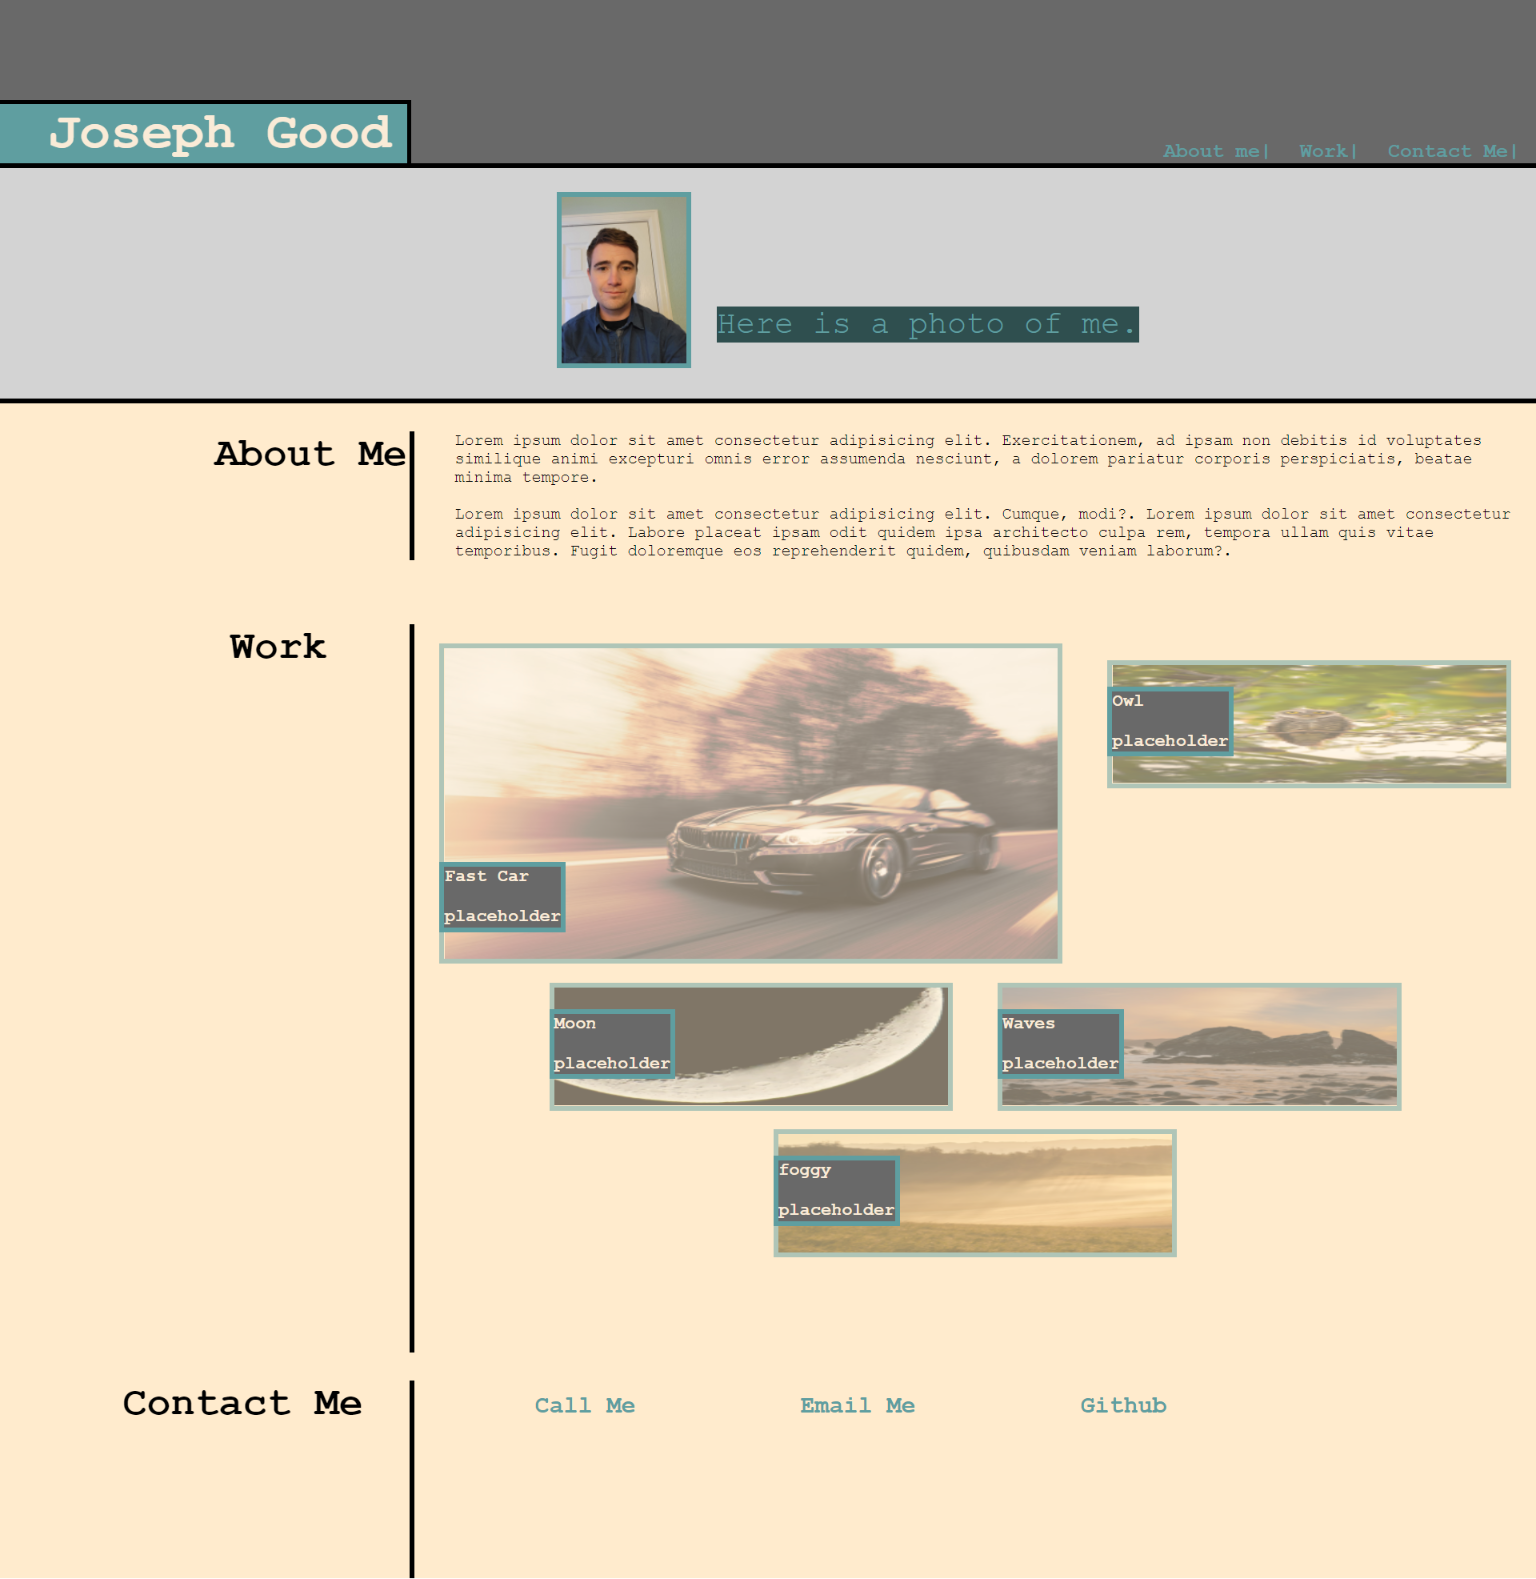 Joseph Good
About me|
Work|
Contact Me|
Here is a photo of me.
About Me
Lorem ipsum dolor sit amet consectetur adipisicing elit. Exercitationem, ad ipsam non debitis id voluptates
similique animi excepturi omnis error assumenda nesciunt, a dolorem pariatur corporis perspiciatis, beatae
minima tempore.
Lorem ipsum dolor sit amet consectetur adipisicing elit. Cumque, modi?. Lorem ipsum dolor sit amet consectetur
adipisicing elit. Labore placeat ipsam odit quidem ipsa architecto culpa rem, tempora ullam quis vitae
temporibus. Fugit doloremque eos reprehenderit quidem, quibusdam veniam laborum?.
Work
Fast Car
placeholder
Owl
placeholder
Moon
placeholder
Waves
placeholder
foggy
placeholder
Contact Me
Call Me
Email Me
Github